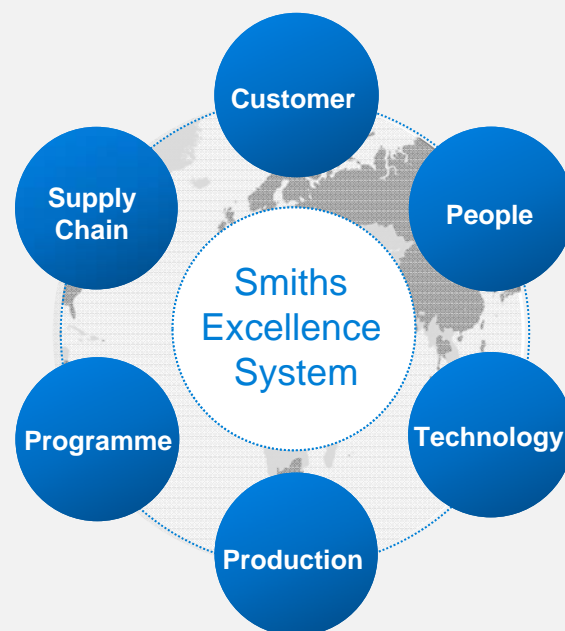 Customer
Supply
Chain
People
Smiths
Excellence
System
Programme
Technology
Production